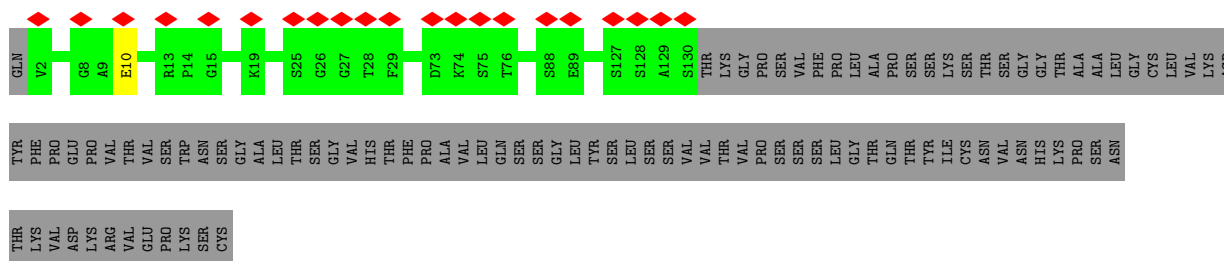 GLN V2 G8 A9 E10 R13 P14 G15 K19 S25 G26 G27 T28 F29 D73 K74 S75 T76 S88 E89 S127 S128 A129 S130 THR LYS GLY PRO SER VAL PHE PRO LEU ALA PRO SER SER LYS SER THR SER GLY GLY THR ALA ALA LEU GLY CYS LEU VAL LYS
TYR PHE PRO GLU PRO VAL THR VAL SER TRP ASN SER GLY ALA LEU THR SER GLY VAL HIS THR PHE PRO ALA VAL LEU GLN SER SER GLY LEU TYR SER LEU SER SER VAL VAL THR VAL PRO SER SER SER LEU GLY THR GLN THR TYR ILE CYS ASN VAL ASN HIS LYS PRO SER ASN
THR LYS VAL ASP LYS ARG VAL GLU PRO LYS SER CYS